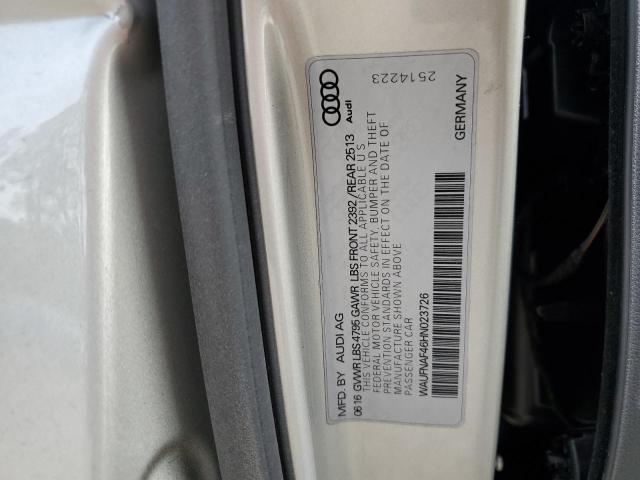 MFD. BY AUDI AG
0616 GVWR LBS 4795 GAWR LBS FRONT 2392 / REAR 2513
THIS VEHICLE CONFORMS TO ALL APPLICABLE U S
FEDERAL MOTOR VEHICLE SAFETY, BUMPER AND THEFT
PREVENTION STANDARDS IN EFFECT ON THE DATE OF
MANUFACTURE SHOWN ABOVE
PASSENGER CAR
WAUFNAF46HN023726
Audi
GERMANY
2514223